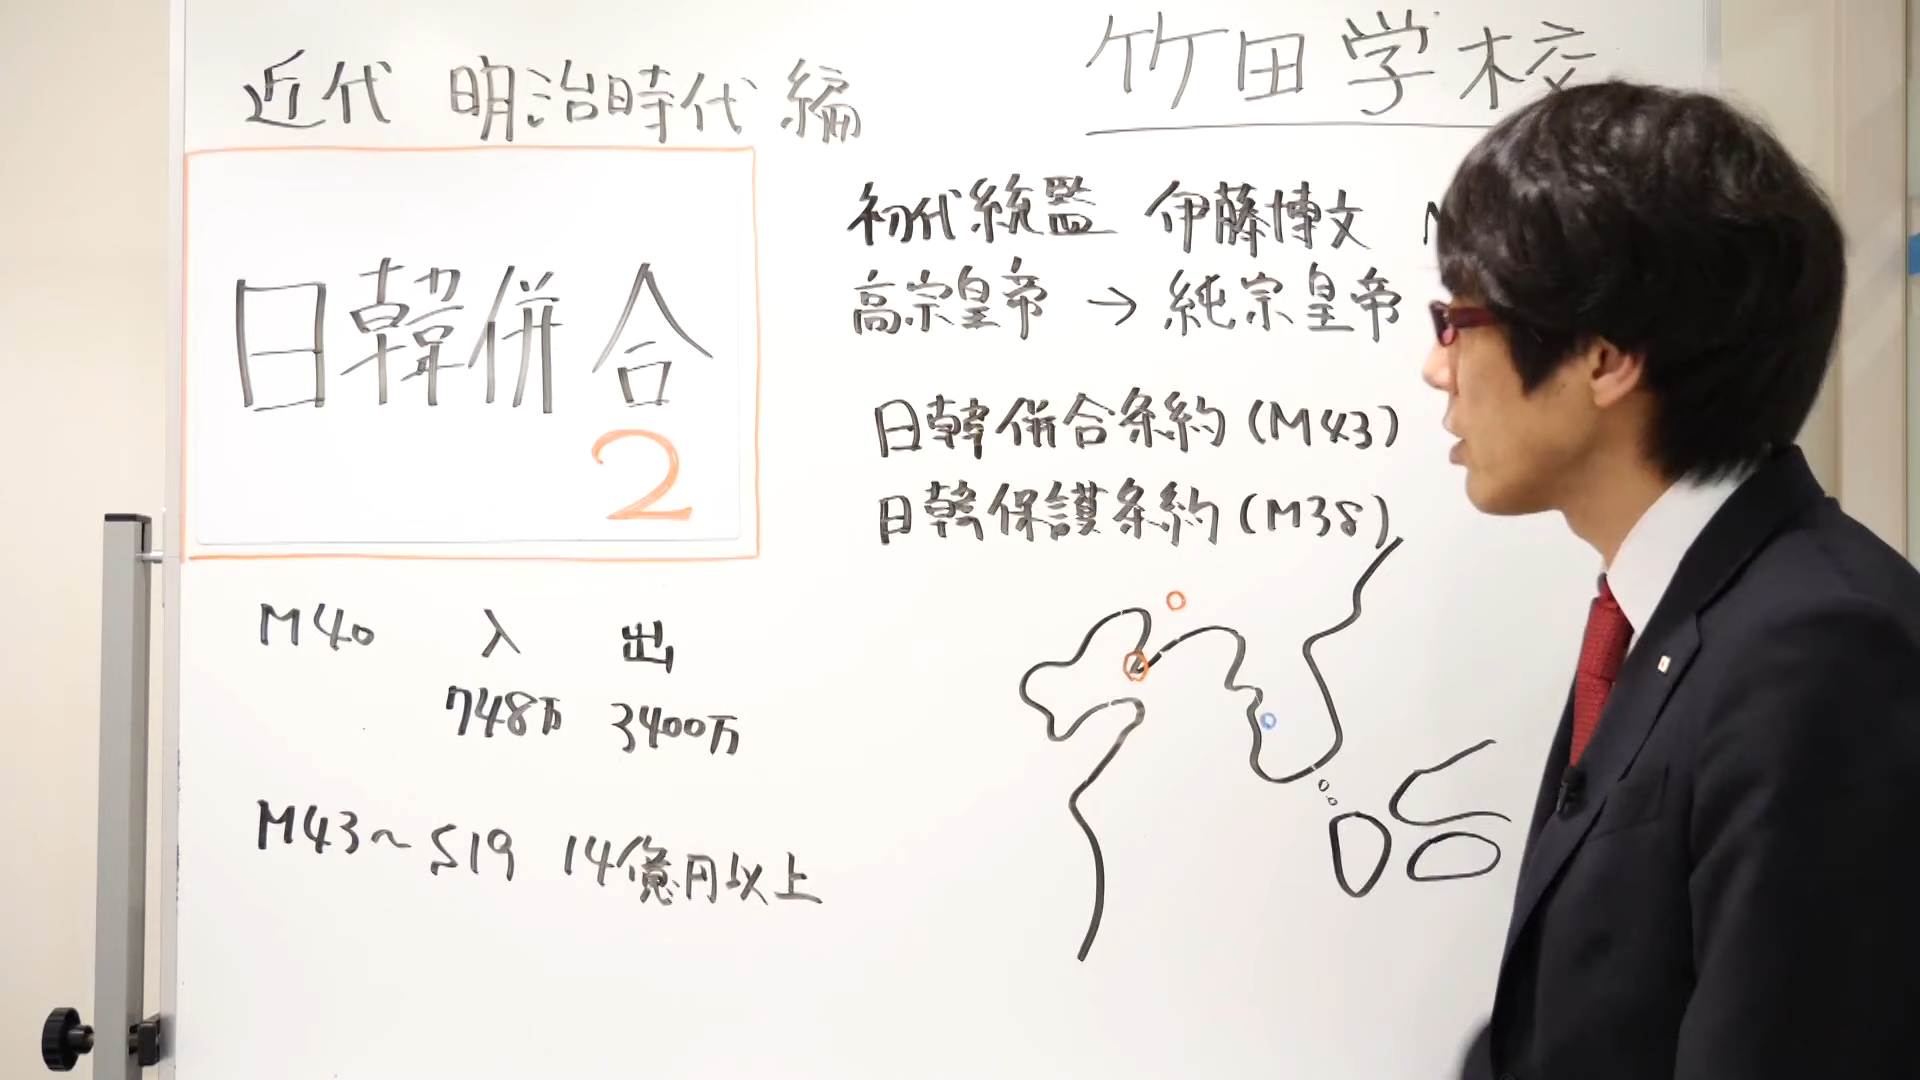 近代 明治時代編
竹田学校
日韓併合
2
初代統監 伊藤博文 M
高宗皇帝 → 純宗皇帝
日韓併合条約(M43)
日韓保護条約(M38)
M40 入 出
748万 3400万
M43~S19 14億円以上